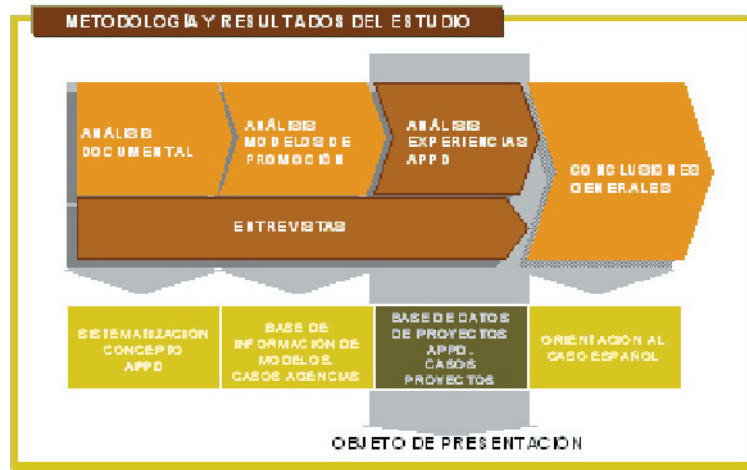 METODOLOGÍA Y RESULTADOS DEL ESTUDIO
ANÁLISIS
DOCUMENTAL
ANÁLISIS
MODELOS DE
PROMOCIÓN
ANÁLISIS
EXPERIENCIAS
APPD
CONCLUSIONES
GENERALES
ENTREVISTAS
SISTEMATIZACIÓN
CONCEPTO
APPD
BASE DE
INFORMACIÓN DE
MODELOS.
CASOS AGENCIAS
BASE DE DATOS
DE PROYECTOS
APPD.
CASOS
PROYECTOS
ORIENTACIÓN AL
CASO ESPAÑOL
OBJETO DE PRESENTACION